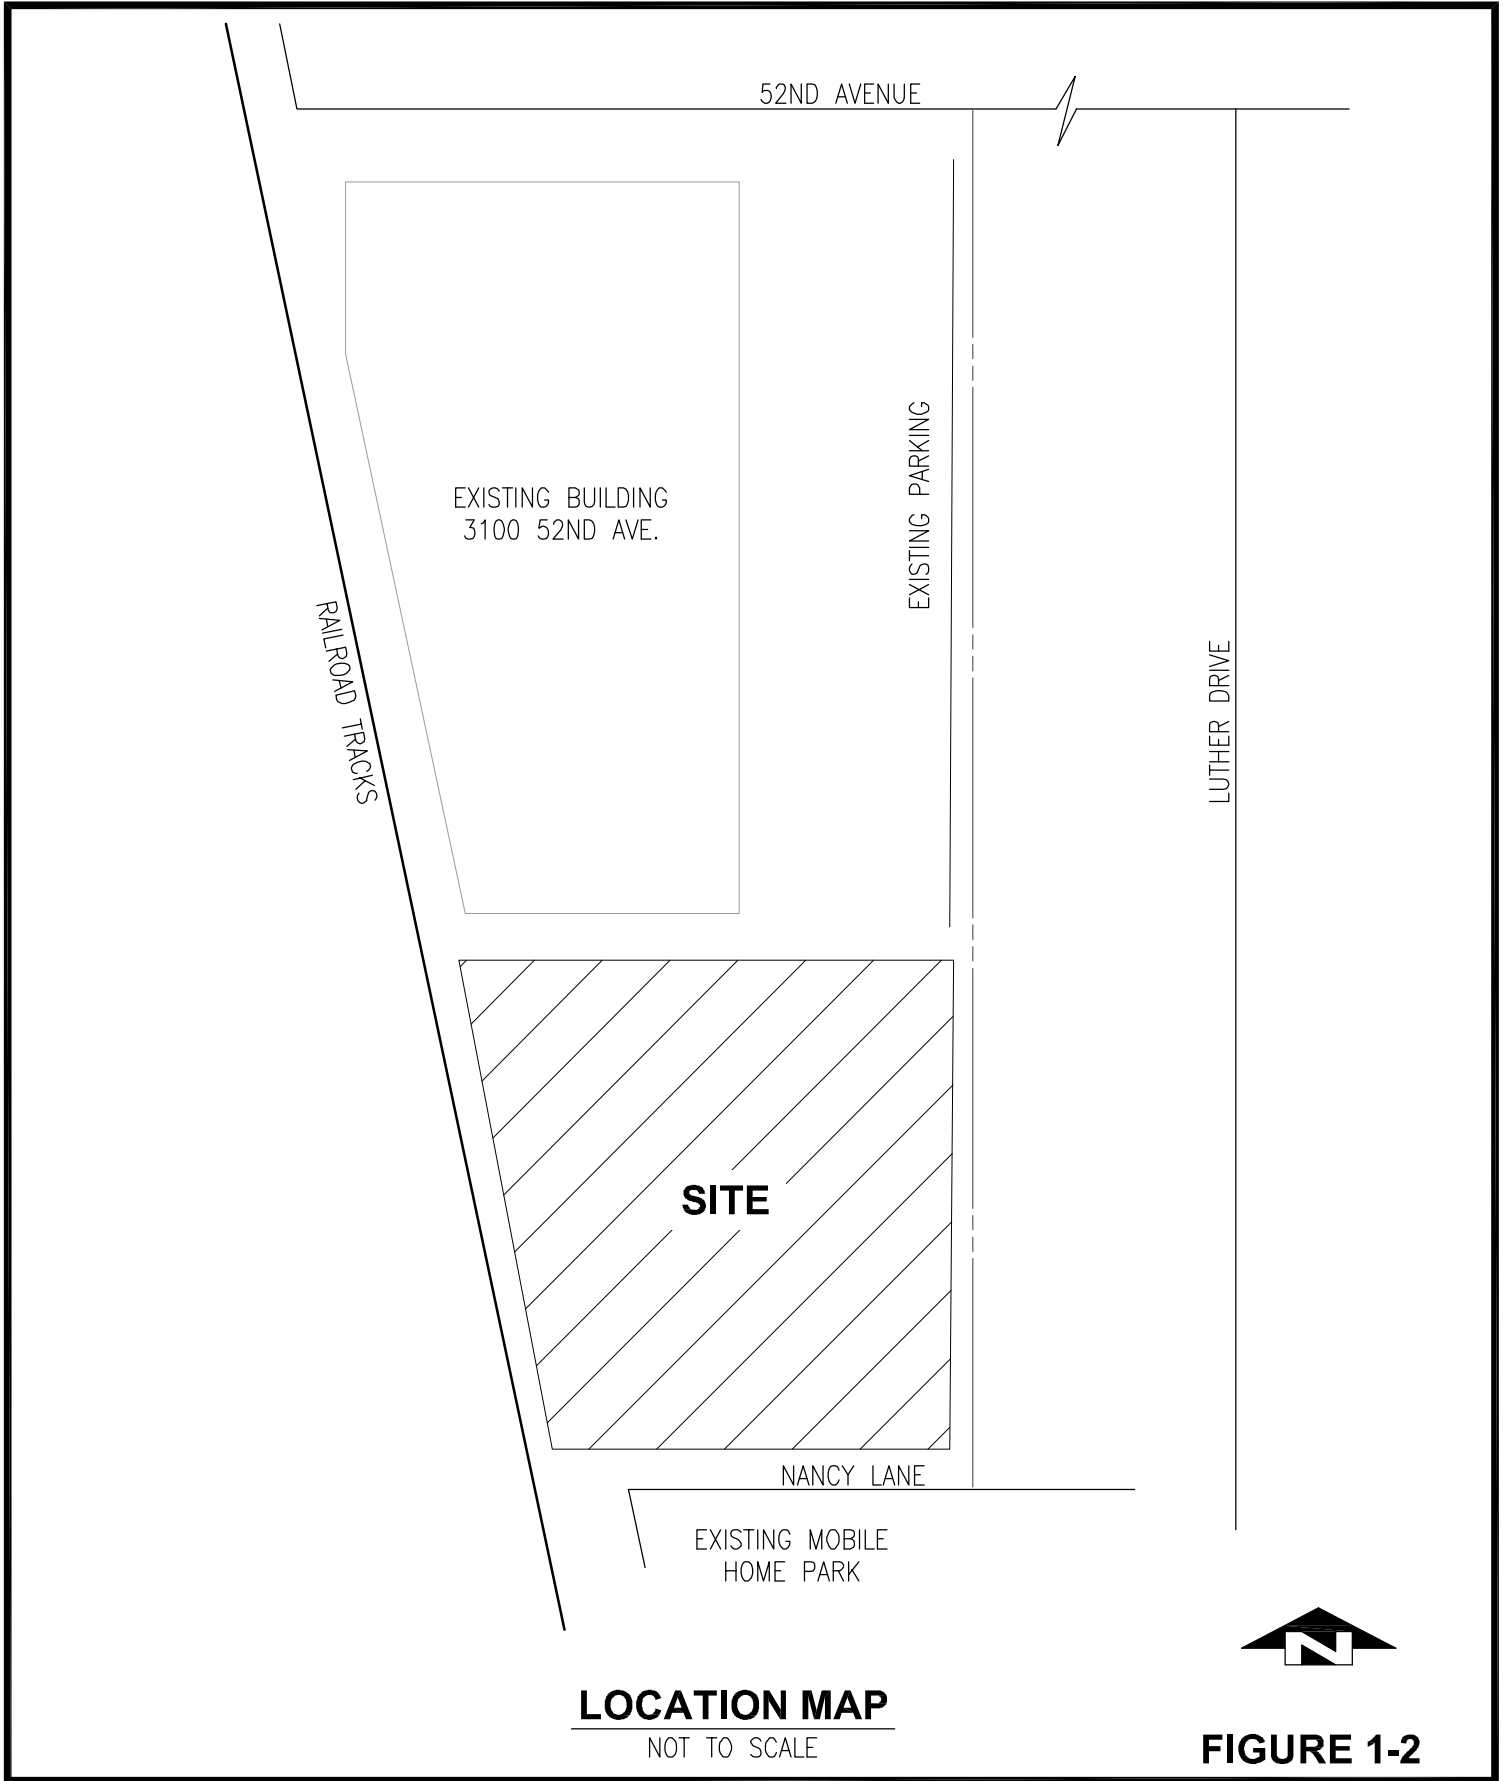 52ND AVENUE
EXISTING BUILDING
3100 52ND AVE.
EXISTING PARKING
RAILROAD TRACKS
LUTHER DRIVE
SITE
NANCY LANE
EXISTING MOBILE
HOME PARK
N
LOCATION MAP
NOT TO SCALE
FIGURE 1-2